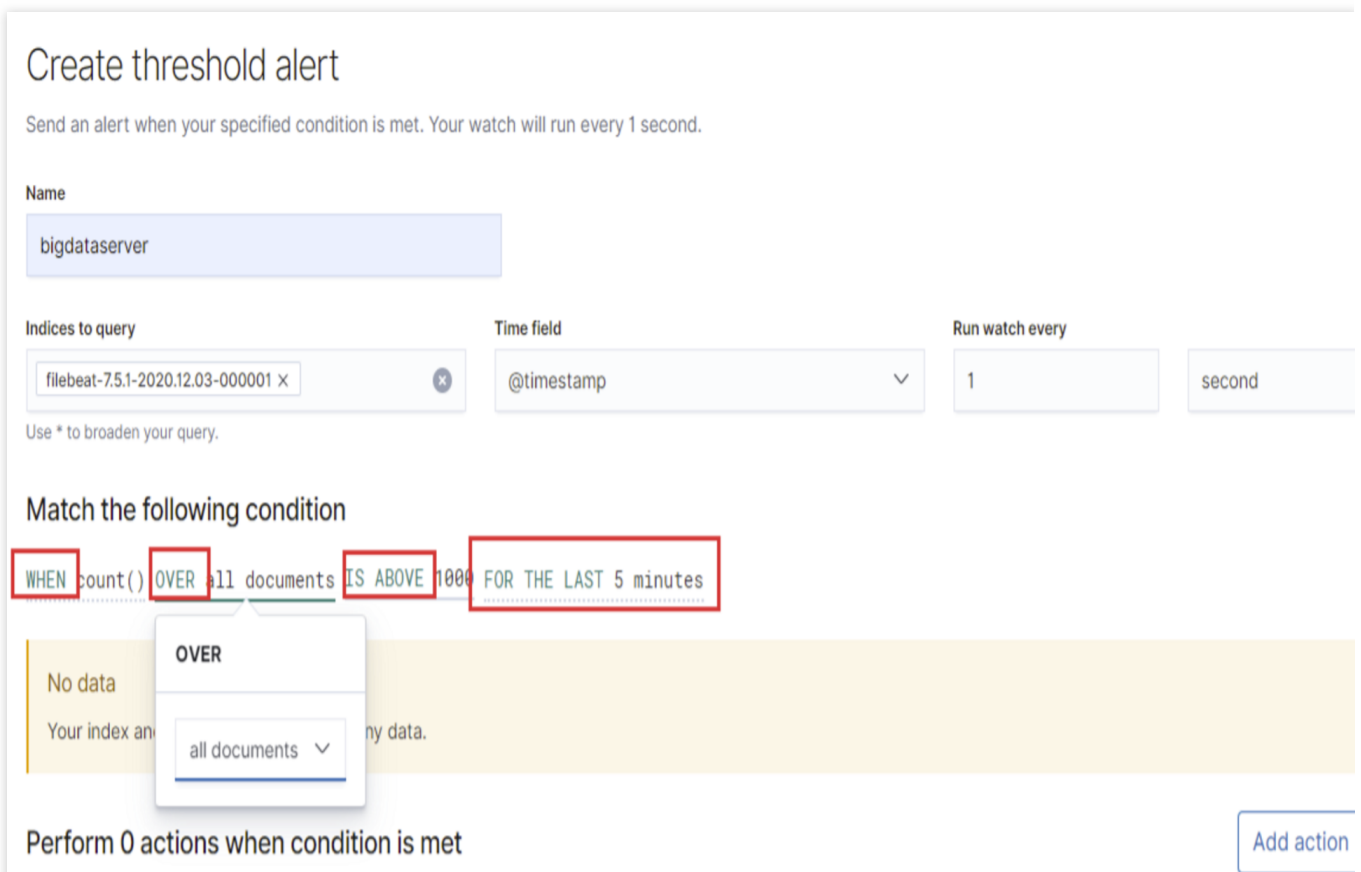 Create threshold alert
Send an alert when your specified condition is met. Your watch will run every 1 second.
Name
bigdataserver
Indices to query
Time field
Run watch every
filebeat-7.5.1-2020.12.03-000001 ×
@timestamp
1
second
Use * to broaden your query.
Match the following condition
WHEN count() OVER all documents IS ABOVE 1000 FOR THE LAST 5 minutes
OVER
No data
Your index an
ny data.
all documents
Perform 0 actions when condition is met
Add action